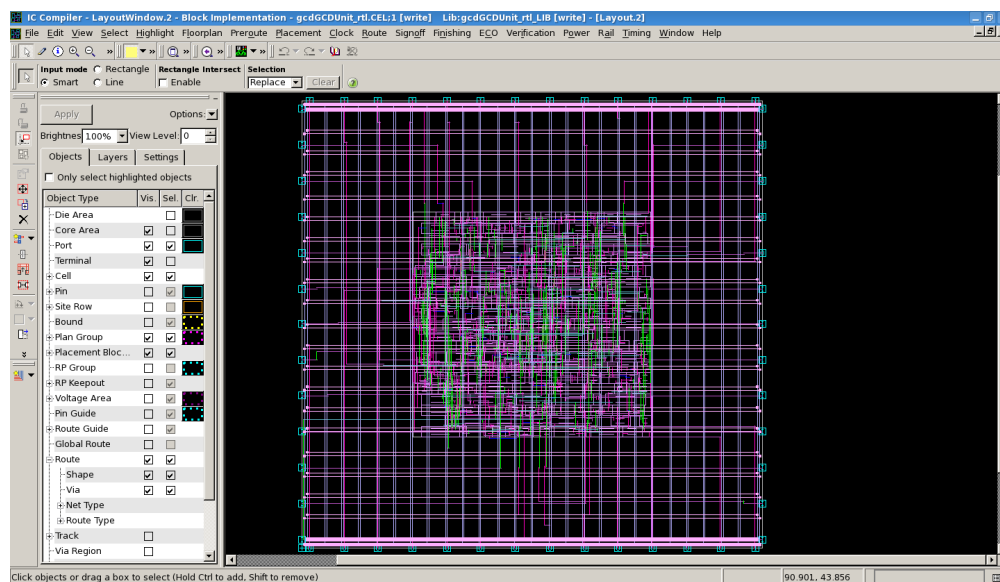 IC Compiler - LayoutWindow.2 - Block Implementation - gcdGCDUnit_rtl.CEL;1 [write]    Lib:gcdGCDUnit_rtl_LIB [write] - [Layout.2]
File Edit View Select Highlight Floorplan Preroute Placement Clock Route Signoff Finishing ECO Verification Power Rail Timing Window Help
Input mode Rectangle Rectangle Intersect Selection
Smart Line Enable Replace Clear
Apply Options:
Brightnes 100% View Level: 0
Objects Layers Settings
Only select highlighted objects
Object Type Vis. Sel. Clr.
Die Area
Core Area
Port
Terminal
Cell
Pin
Site Row
Bound
Plan Group
Placement Bloc...
RP Group
RP Keepout
Voltage Area
Pin Guide
Route Guide
Global Route
Route
Shape
Via
Net Type
Route Type
Track
Via Region
Click objects or drag a box to select (Hold Ctrl to add, Shift to remove) 90.901, 43.856